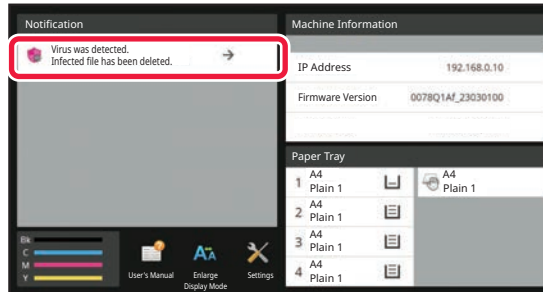 Notification
Virus was detected.
Infected file has been deleted.
Machine Information
IP Address 192.168.0.10
Firmware Version 0078Q1Af_23030100
Paper Tray
1 A4
Plain 1
A4
Plain 1
2 A4
Plain 1
3 A4
Plain 1
4 A4
Plain 1
Bk
C
M
Y
User's Manual
Enlarge
Display Mode
Settings